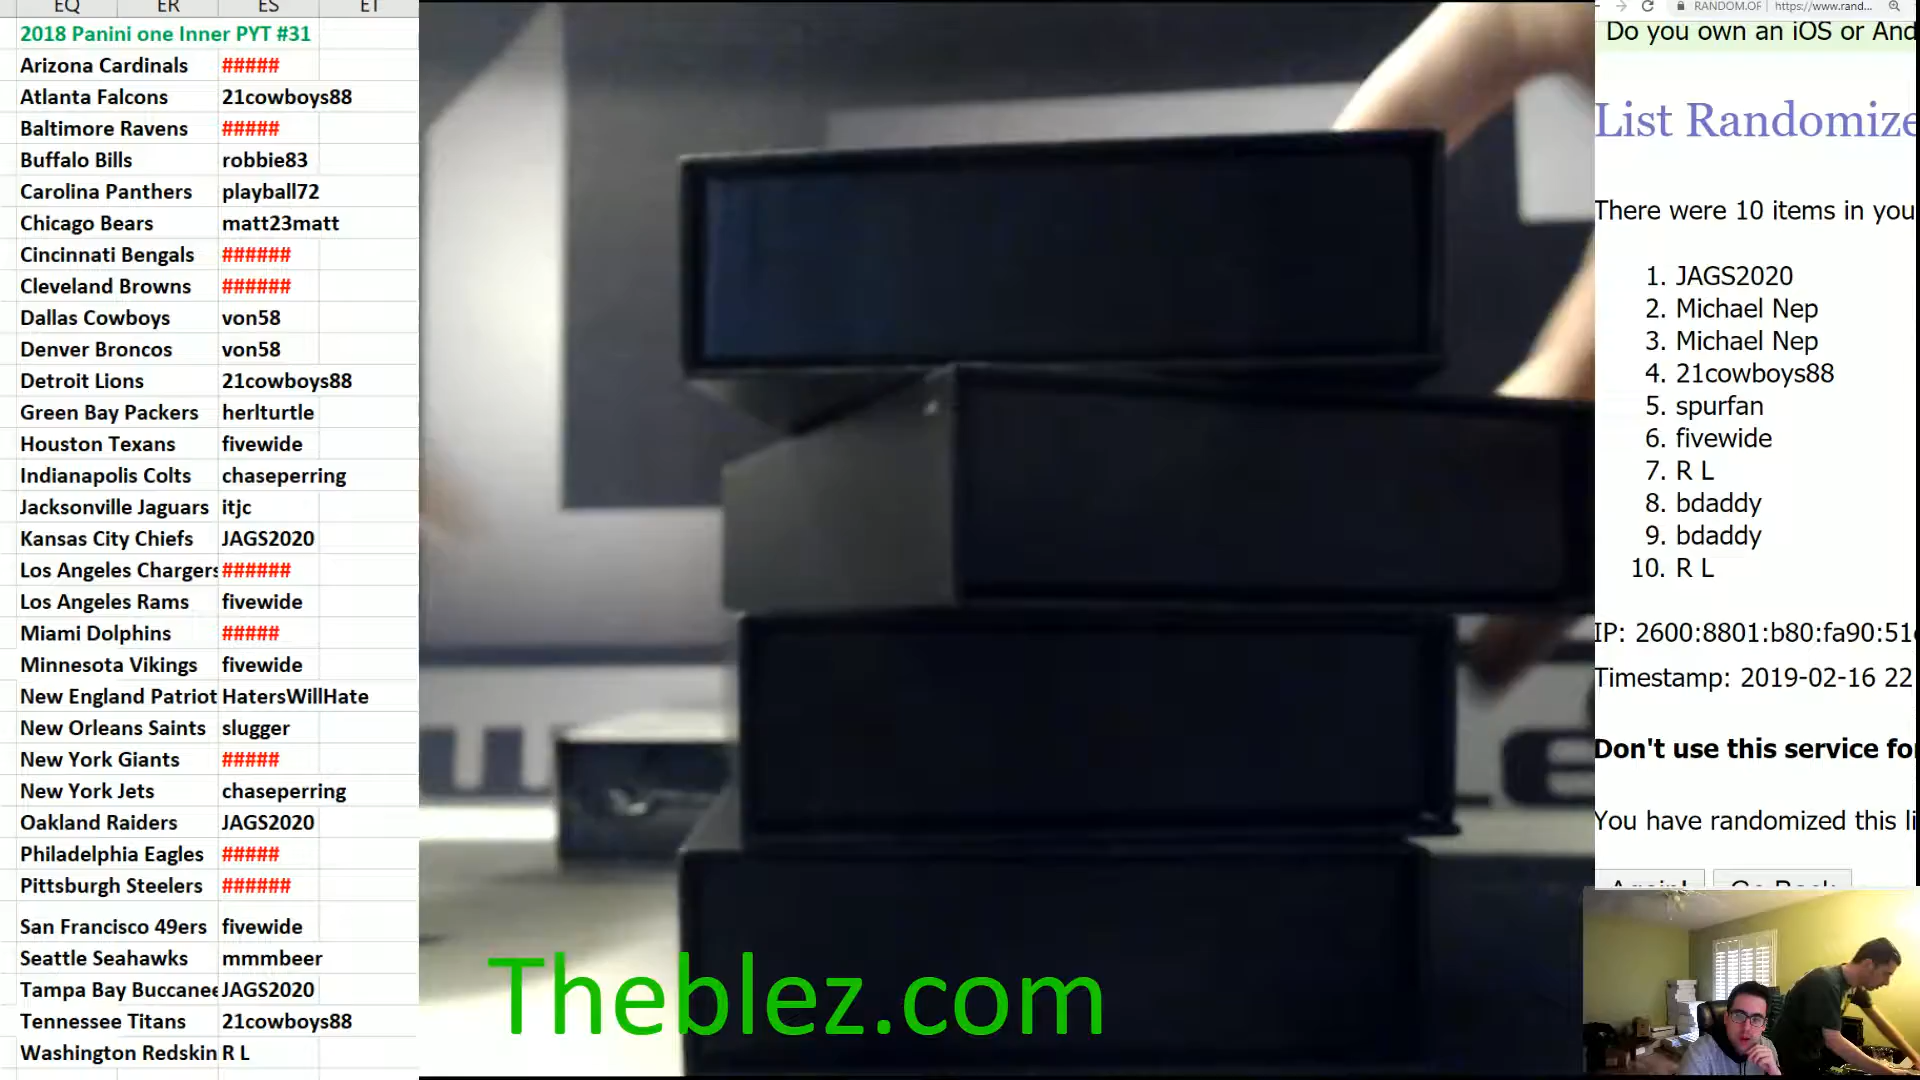 EQ ER ES ET
2018 Panini one Inner PYT #31
Arizona Cardinals #####
Atlanta Falcons 21cowboys88
Baltimore Ravens #####
Buffalo Bills robbie83
Carolina Panthers playball72
Chicago Bears matt23matt
Cincinnati Bengals ######
Cleveland Browns ######
Dallas Cowboys von58
Denver Broncos von58
Detroit Lions 21cowboys88
Green Bay Packers herlturtle
Houston Texans fivewide
Indianapolis Colts chaseperring
Jacksonville Jaguars itjc
Kansas City Chiefs JAGS2020
Los Angeles Chargers ######
Los Angeles Rams fivewide
Miami Dolphins #####
Minnesota Vikings fivewide
New England Patriot HatersWillHate
New Orleans Saints slugger
New York Giants #####
New York Jets chaseperring
Oakland Raiders JAGS2020
Philadelphia Eagles #####
Pittsburgh Steelers ######
San Francisco 49ers fivewide
Seattle Seahawks mmmbeer
Tampa Bay Buccanee JAGS2020
Tennessee Titans 21cowboys88
Washington Redskin R L
Theblez.com
RANDOM.OR https://www.rand...
Do you own an iOS or And
List Randomize
There were 10 items in you
1. JAGS2020
2. Michael Nep
3. Michael Nep
4. 21cowboys88
5. spurfan
6. fivewide
7. R L
8. bdaddy
9. bdaddy
10. R L
IP: 2600:8801:b80:fa90:51
Timestamp: 2019-02-16 22
Don't use this service fo
You have randomized this li
Again! Go Back